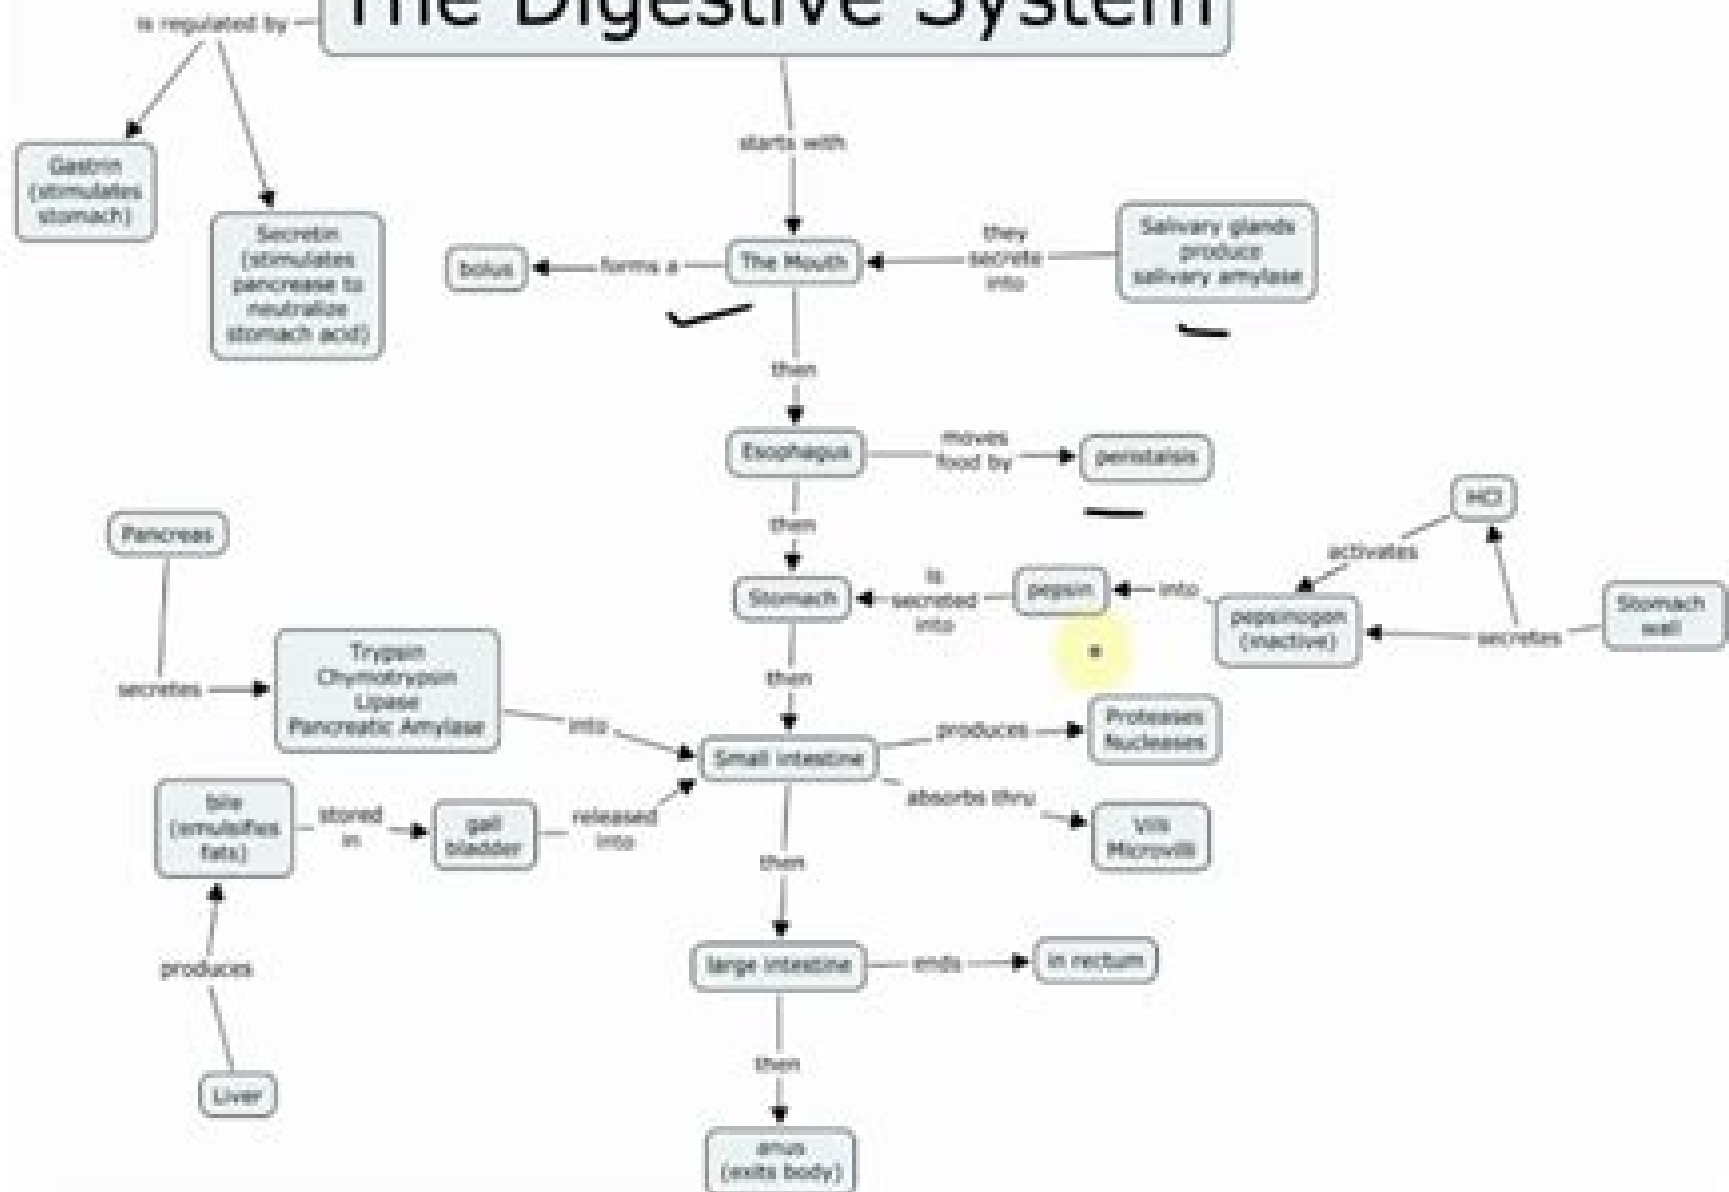 The Digestive System
is regulated by
starts with
Gastrin
(stimulates
stomach)
Secretin
(stimulates
pancrease to
neutralize
stomach acid)
bolus
forms a
The Mouth
they
secrete
into
Salivary glands
produce
salivary amylase
then
Esophagus
moves
food by
peristalsis
then
Pancreas
HCl
activates
Stomach
is
secreted
into
pepsin
into
pepsinogon
(inactive)
secretes
Stomach
wall
then
secretes
Trypsin
Chymotrypsin
Lipase
Pancreatic Amylase
into
Small intestine
produces
Proteases
Nucleases
absorbs thru
Villi
Microvilli
bile
(emulsifies
fats)
stored
in
gall
bladder
released
into
then
large intestine
ends
in rectum
produces
Liver
then
anus
(exits body)